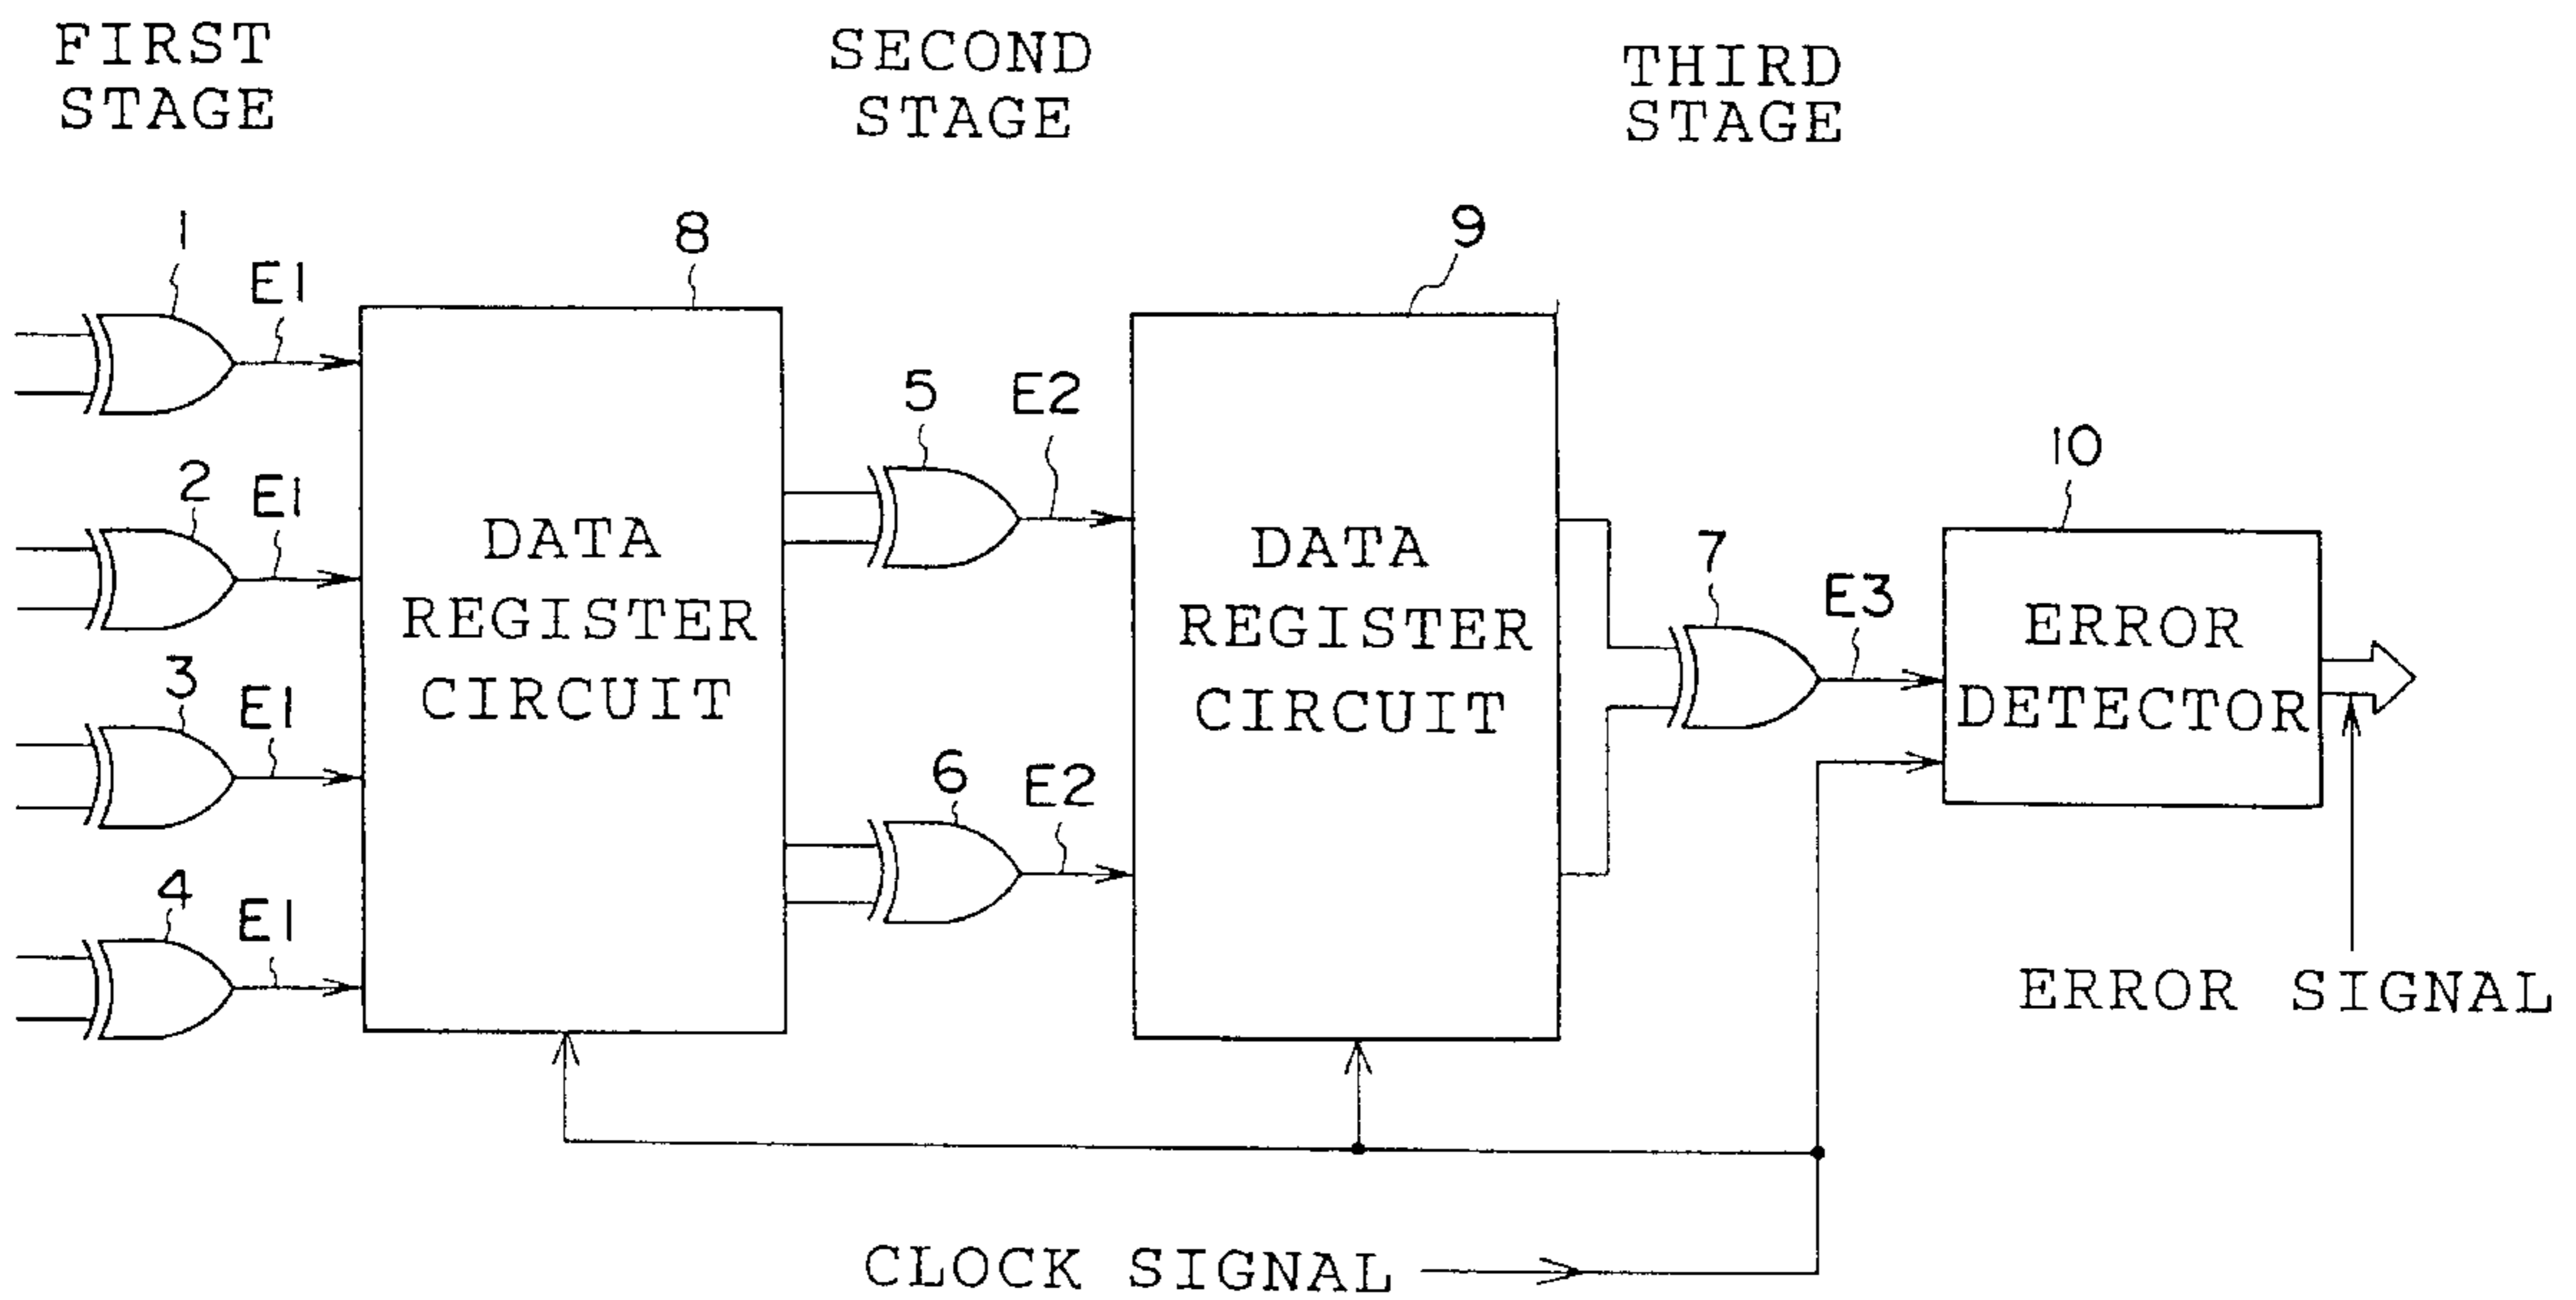 FIRST
STAGE
SECOND
STAGE
THIRD
STAGE
1
E1
2
E1
3
E1
4
E1
8
DATA
REGISTER
CIRCUIT
5
E2
6
E2
9
DATA
REGISTER
CIRCUIT
7
E3
10
ERROR
DETECTOR
ERROR SIGNAL
CLOCK SIGNAL